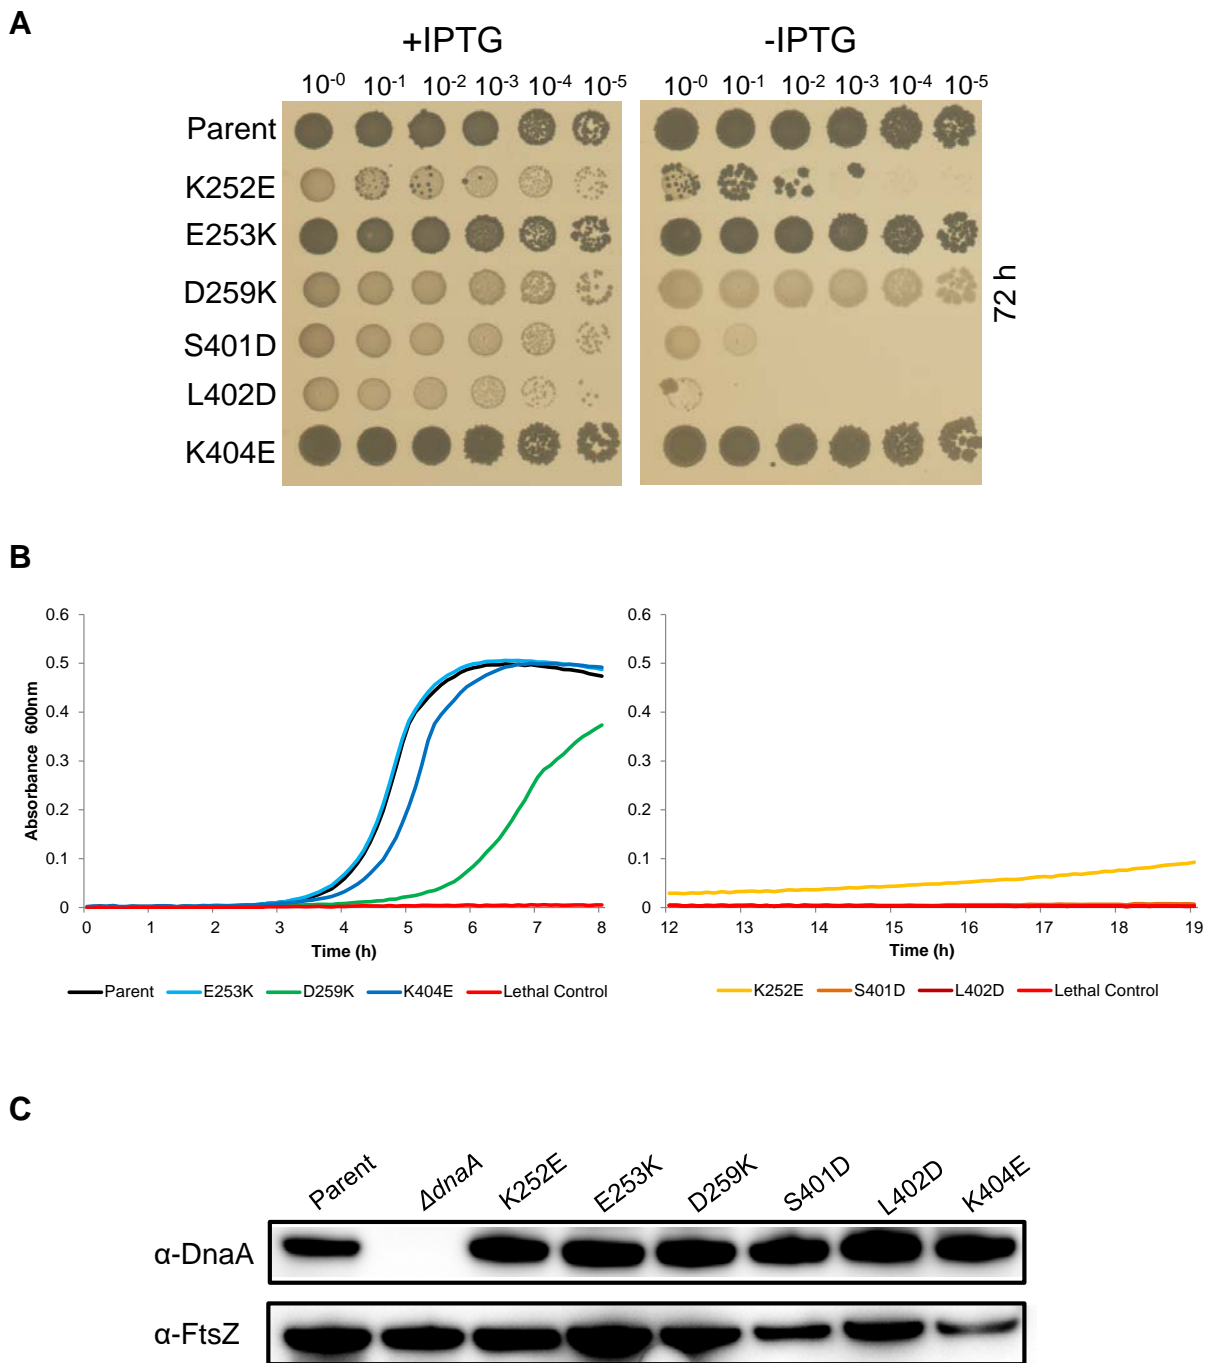 A
+IPTG -IPTG
10-0 10-1 10-2 10-3 10-4 10-5 10-0 10-1 10-2 10-3 10-4 10-5
Parent
K252E
E253K
D259K
S401D
L402D
K404E
72 h
B
0.6 0.6
0.5 0.5
0.4 0.4
0.3 0.3
0.2 0.2
0.1 0.1
0 0
Absorbance 600nm
0 1 2 3 4 5 6 7 8 12 13 14 15 16 17 18 19
Time (h) Time (h)
Parent E253K D259K K404E Lethal Control K252E S401D L402D Lethal Control
C
Parent ΔdnaA K252E E253K D259K S401D L402D K404E
α-DnaA
α-FtsZ